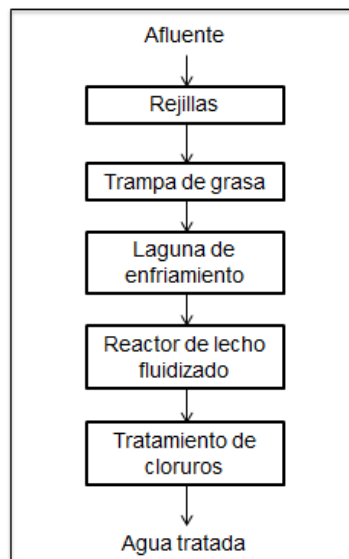 Afluente
Rejillas
Trampa de grasa
Laguna de
enfriamiento
Reactor de lecho
fluidizado
Tratamiento de
cloruros
Agua tratada